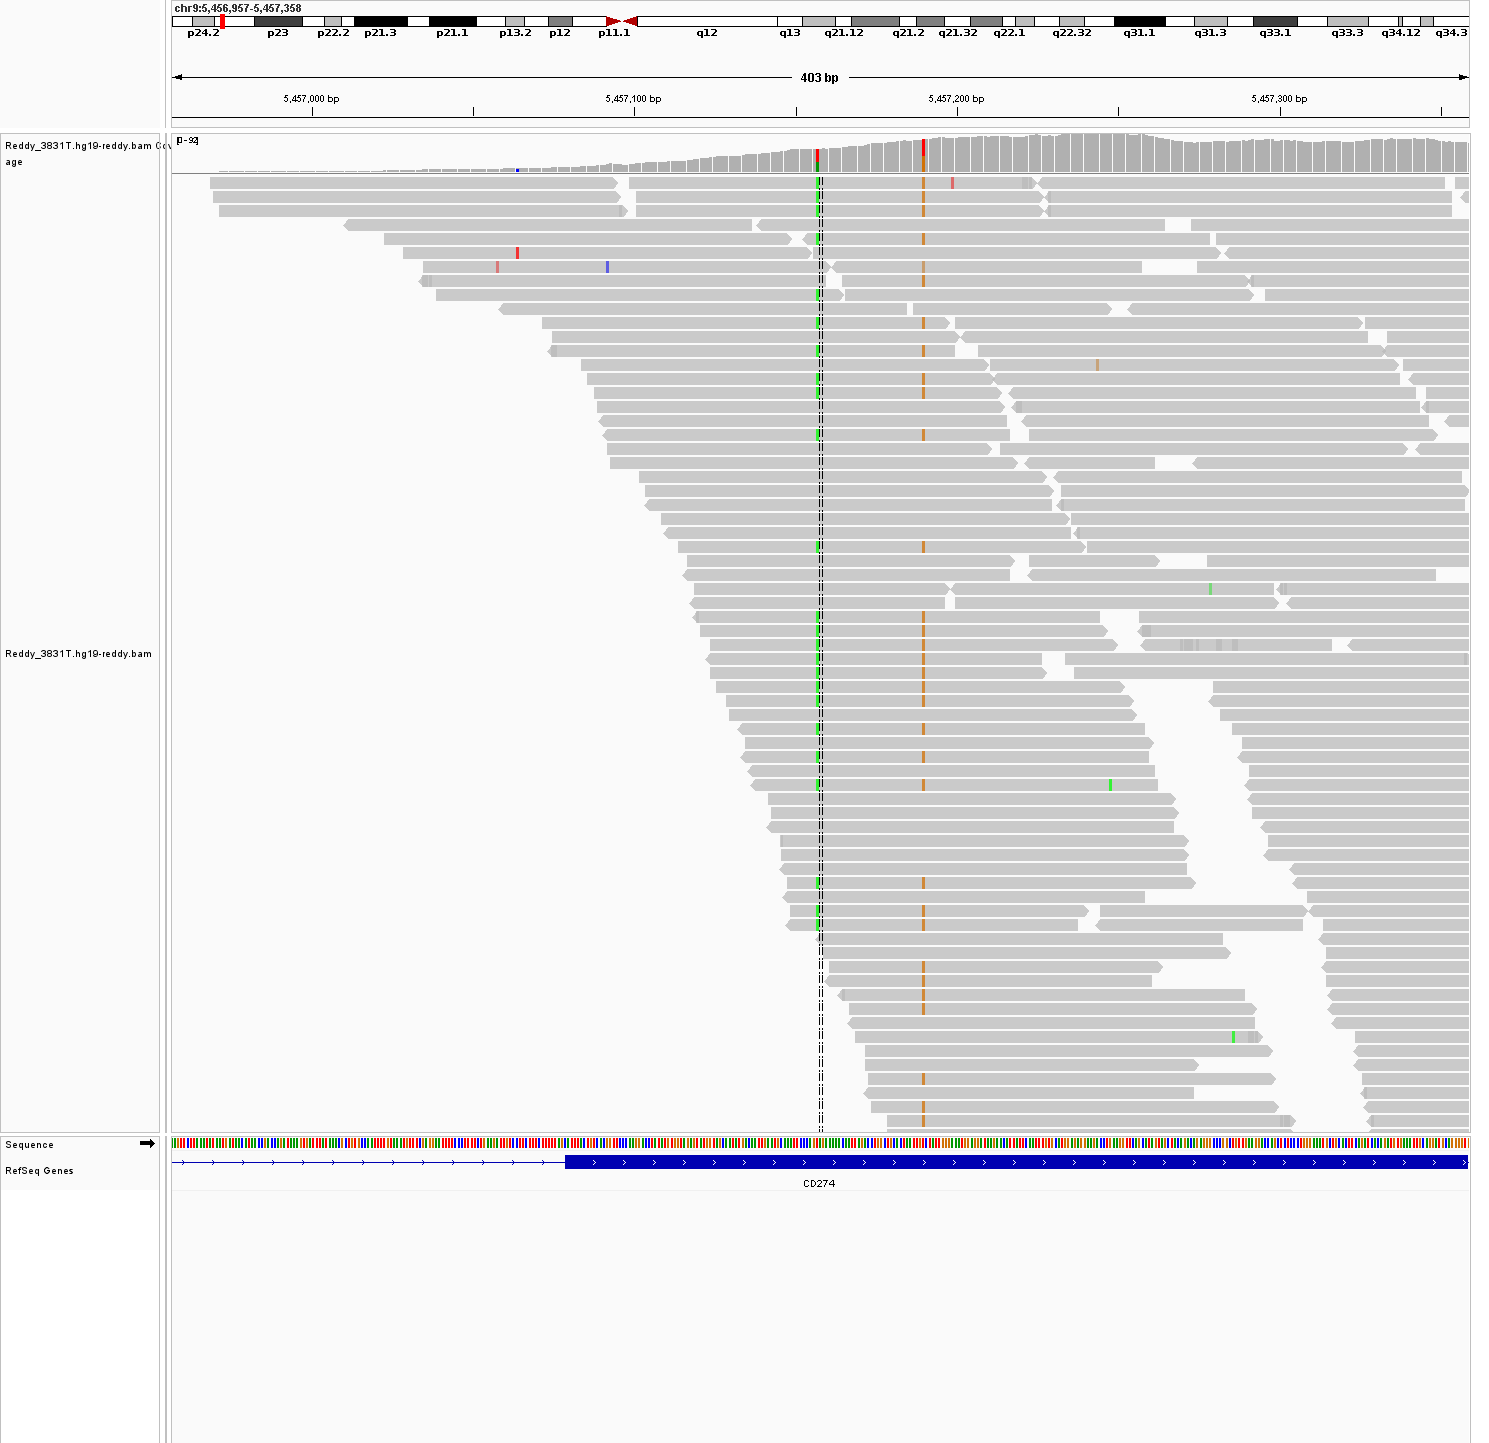 chr9:5,456,957-5,457,358
p24.2 p23 p22.2 p21.3 p21.1 p13.2 p12 p11.1 q12 q13 q21.12 q21.2 q21.32 q22.1 q22.32 q31.1 q31.3 q33.1 q33.3 q34.12 q34.3
403 bp
5,457,000 bp 5,457,100 bp 5,457,200 bp 5,457,300 bp
[0 - 92]
Reddy_3831T.hg19-reddy.bam Cov
age
Reddy_3831T.hg19-reddy.bam
Sequence
RefSeq Genes
CD274